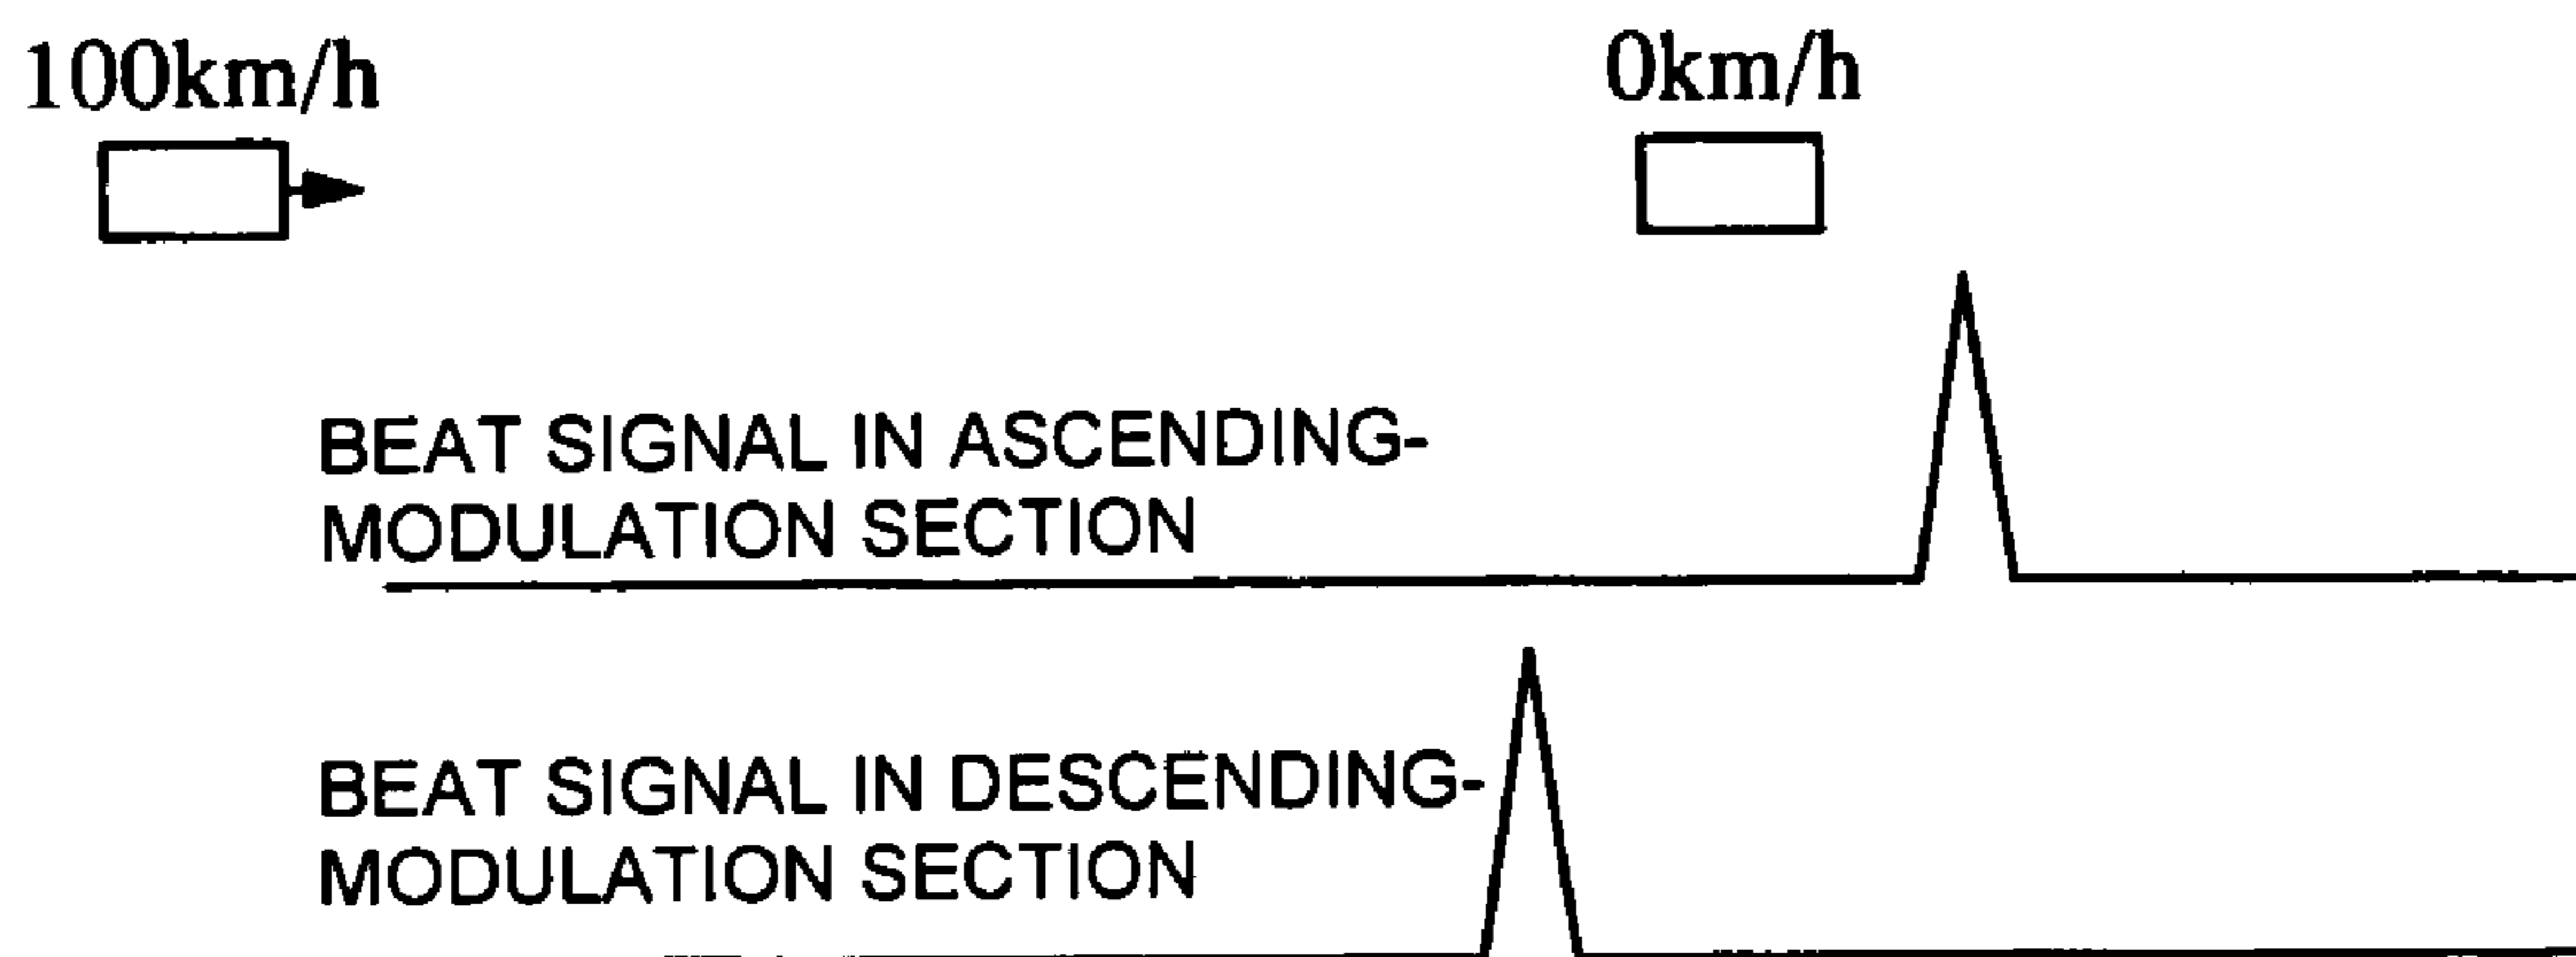 100km/h
0km/h
BEAT SIGNAL IN ASCENDING-
MODULATION SECTION
BEAT SIGNAL IN DESCENDING-
MODULATION SECTION